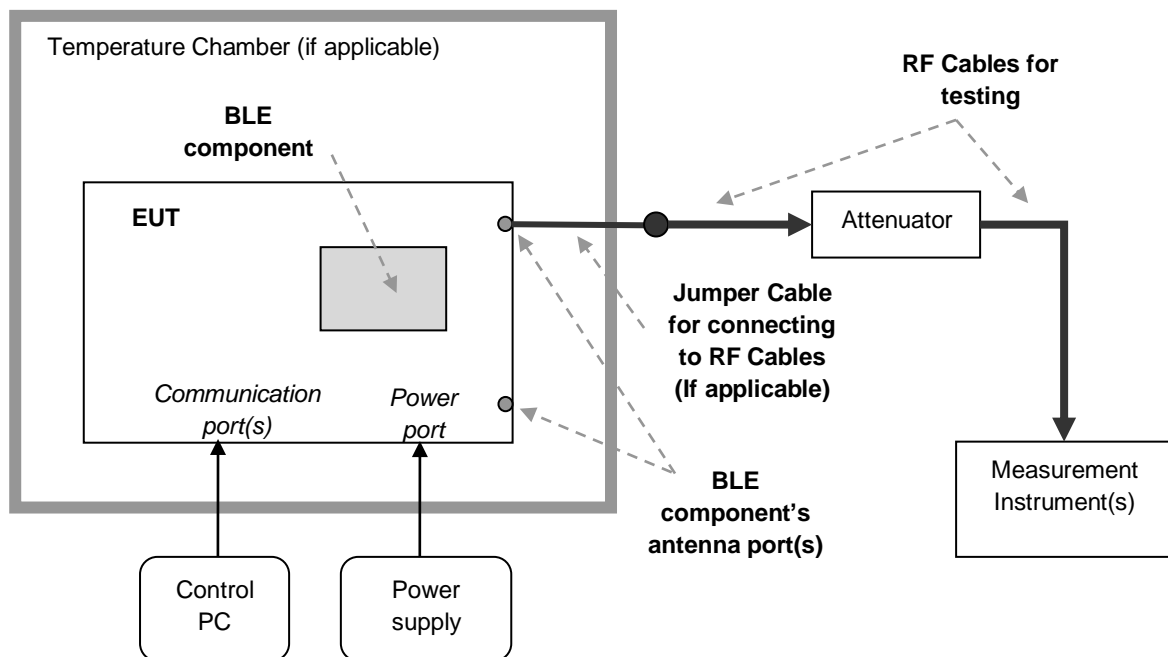 Temperature Chamber (if applicable)
RF Cables for
testing
BLE
component
EUT
Attenuator
Jumper Cable
for connecting
to RF Cables
(If applicable)
Communication
port(s)
Power
port
BLE
component’s
antenna port(s)
Measurement
Instrument(s)
Control
PC
Power
supply